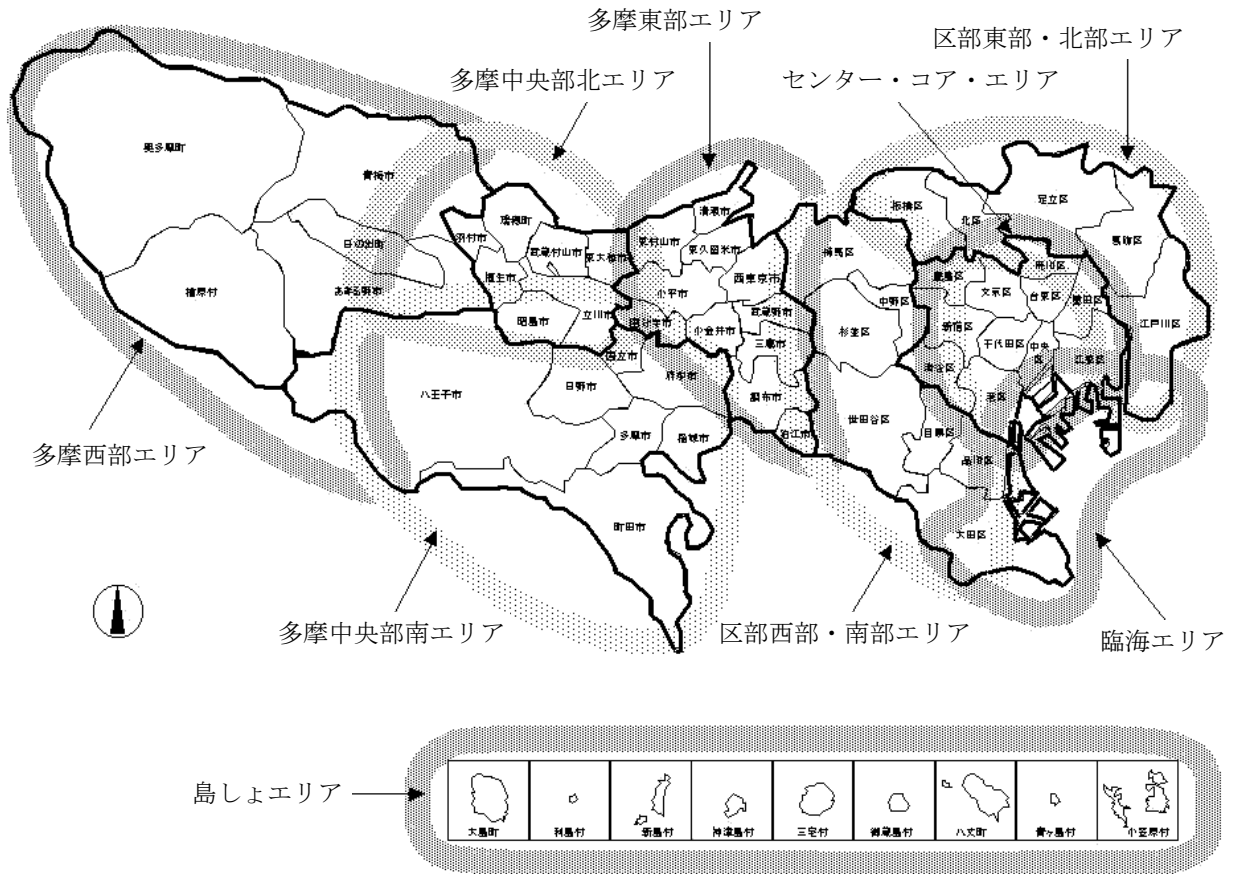 多摩東部エリア
区部東部・北部エリア
多摩中央部北エリア
センター・コア・エリア
奥多摩町
青梅市
日の出町
檜原村
あきる野市
瑞穂町
羽村市
武蔵村山市
東大和市
福生市
昭島市
立川市
清瀬市
東村山市
東久留米市
西東京市
小平市
国分寺市
小金井市
武蔵野市
三鷹市
国立市
府中市
調布市
狛江市
八王子市
日野市
多摩市
稲城市
町田市
板橋区
北区
足立区
葛飾区
練馬区
豊島区
荒川区
文京区
台東区
墨田区
中野区
杉並区
新宿区
千代田区
中央区
江東区
江戸川区
渋谷区
港区
世田谷区
目黒区
品川区
大田区
多摩西部エリア
多摩中央部南エリア
区部西部・南部エリア
臨海エリア
島しょエリア
大島町
利島村
新島村
神津島村
三宅村
御蔵島村
八丈町
青ヶ島村
小笠原村